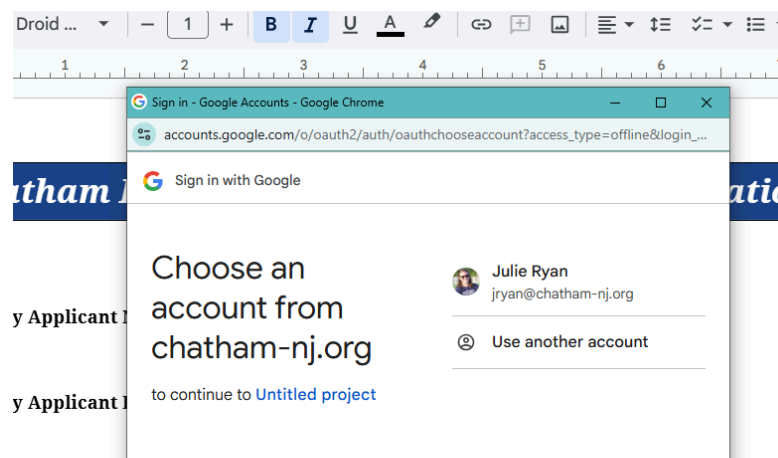 Droid ... 1 B I U A
1 2 3 4 5 6
Sign in - Google Accounts - Google Chrome
accounts.google.com/o/oauth2/auth/oauthchooseaccount?access_type=offline&login_...
Sign in with Google
Choose an
account from
chatham-nj.org
to continue to Untitled project
Julie Ryan
jryan@chatham-nj.org
Use another account
y Applicant
y Applicant